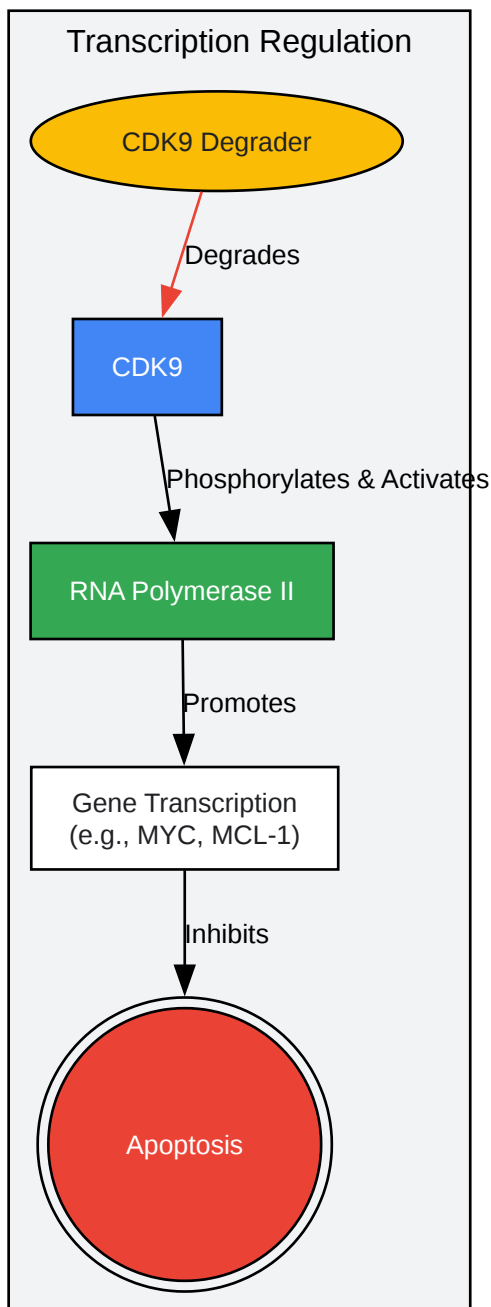 Transcription Regulation
CDK9 Degrader
Degrades
CDK9
Phosphorylates & Activates
RNA Polymerase II
Promotes
Gene Transcription
(e.g., MYC, MCL-1)
Inhibits
Apoptosis